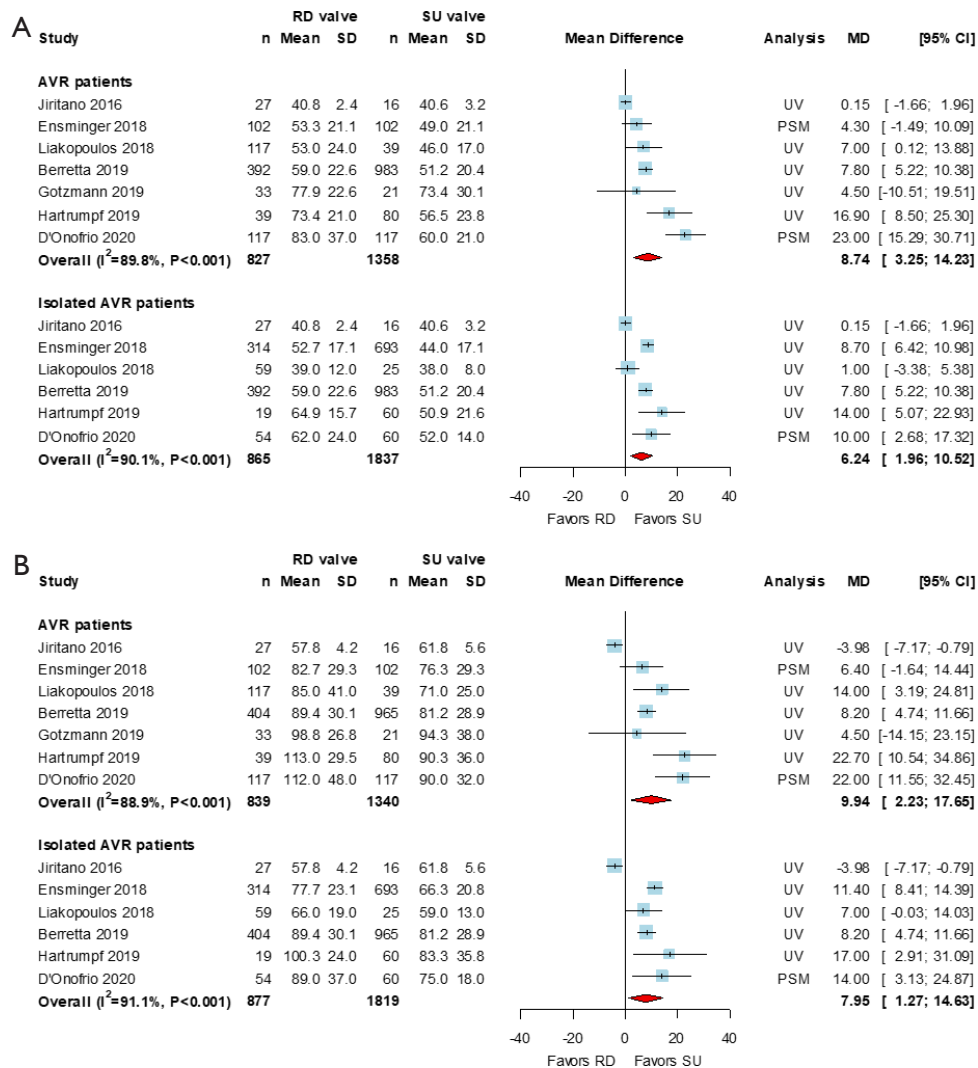 A
RD valve SU valve
Study n Mean SD n Mean SD Mean Difference Analysis MD [95% CI]
AVR patients
Jiritano 2016 27 40.8 2.4 16 40.6 3.2 UV 0.15 [ -1.66; 1.96]
Ensminger 2018 102 53.3 21.1 102 49.0 21.1 PSM 4.30 [ -1.49; 10.09]
Liakopoulos 2018 117 53.0 24.0 39 46.0 17.0 UV 7.00 [ 0.12; 13.88]
Berretta 2019 392 59.0 22.6 983 51.2 20.4 UV 7.80 [ 5.22; 10.38]
Gotzmann 2019 33 77.9 22.6 21 73.4 30.1 UV 4.50 [-10.51; 19.51]
Hartrumpf 2019 39 73.4 21.0 80 56.5 23.8 UV 16.90 [ 8.50; 25.30]
D'Onofrio 2020 117 83.0 37.0 117 60.0 21.0 PSM 23.00 [ 15.29; 30.71]
Overall (I²=89.8%, P<0.001) 827 1358 8.74 [ 3.25; 14.23]
Isolated AVR patients
Jiritano 2016 27 40.8 2.4 16 40.6 3.2 UV 0.15 [ -1.66; 1.96]
Ensminger 2018 314 52.7 17.1 693 44.0 17.1 UV 8.70 [ 6.42; 10.98]
Liakopoulos 2018 59 39.0 12.0 25 38.0 8.0 UV 1.00 [ -3.38; 5.38]
Berretta 2019 392 59.0 22.6 983 51.2 20.4 UV 7.80 [ 5.22; 10.38]
Hartrumpf 2019 19 64.9 15.7 60 50.9 21.6 UV 14.00 [ 5.07; 22.93]
D'Onofrio 2020 54 62.0 24.0 60 52.0 14.0 PSM 10.00 [ 2.68; 17.32]
Overall (I²=90.1%, P<0.001) 865 1837 6.24 [ 1.96; 10.52]
-40 -20 0 20 40
Favors RD Favors SU
B
RD valve SU valve
Study n Mean SD n Mean SD Mean Difference Analysis MD [95% CI]
AVR patients
Jiritano 2016 27 57.8 4.2 16 61.8 5.6 UV -3.98 [ -7.17; -0.79]
Ensminger 2018 102 82.7 29.3 102 76.3 29.3 PSM 6.40 [ -1.64; 14.44]
Liakopoulos 2018 117 85.0 41.0 39 71.0 25.0 UV 14.00 [ 3.19; 24.81]
Berretta 2019 404 89.4 30.1 965 81.2 28.9 UV 8.20 [ 4.74; 11.66]
Gotzmann 2019 33 98.8 26.8 21 94.3 38.0 UV 4.50 [-14.15; 23.15]
Hartrumpf 2019 39 113.0 29.5 80 90.3 36.0 UV 22.70 [ 10.54; 34.86]
D'Onofrio 2020 117 112.0 48.0 117 90.0 32.0 PSM 22.00 [ 11.55; 32.45]
Overall (I²=88.9%, P<0.001) 839 1340 9.94 [ 2.23; 17.65]
Isolated AVR patients
Jiritano 2016 27 57.8 4.2 16 61.8 5.6 UV -3.98 [ -7.17; -0.79]
Ensminger 2018 314 77.7 23.1 693 66.3 20.8 UV 11.40 [ 8.41; 14.39]
Liakopoulos 2018 59 66.0 19.0 25 59.0 13.0 UV 7.00 [ -0.03; 14.03]
Berretta 2019 404 89.4 30.1 965 81.2 28.9 UV 8.20 [ 4.74; 11.66]
Hartrumpf 2019 19 100.3 24.0 60 83.3 35.8 UV 17.00 [ 2.91; 31.09]
D'Onofrio 2020 54 89.0 37.0 60 75.0 18.0 PSM 14.00 [ 3.13; 24.87]
Overall (I²=91.1%, P<0.001) 877 1819 7.95 [ 1.27; 14.63]
-40 -20 0 20 40
Favors RD Favors SU